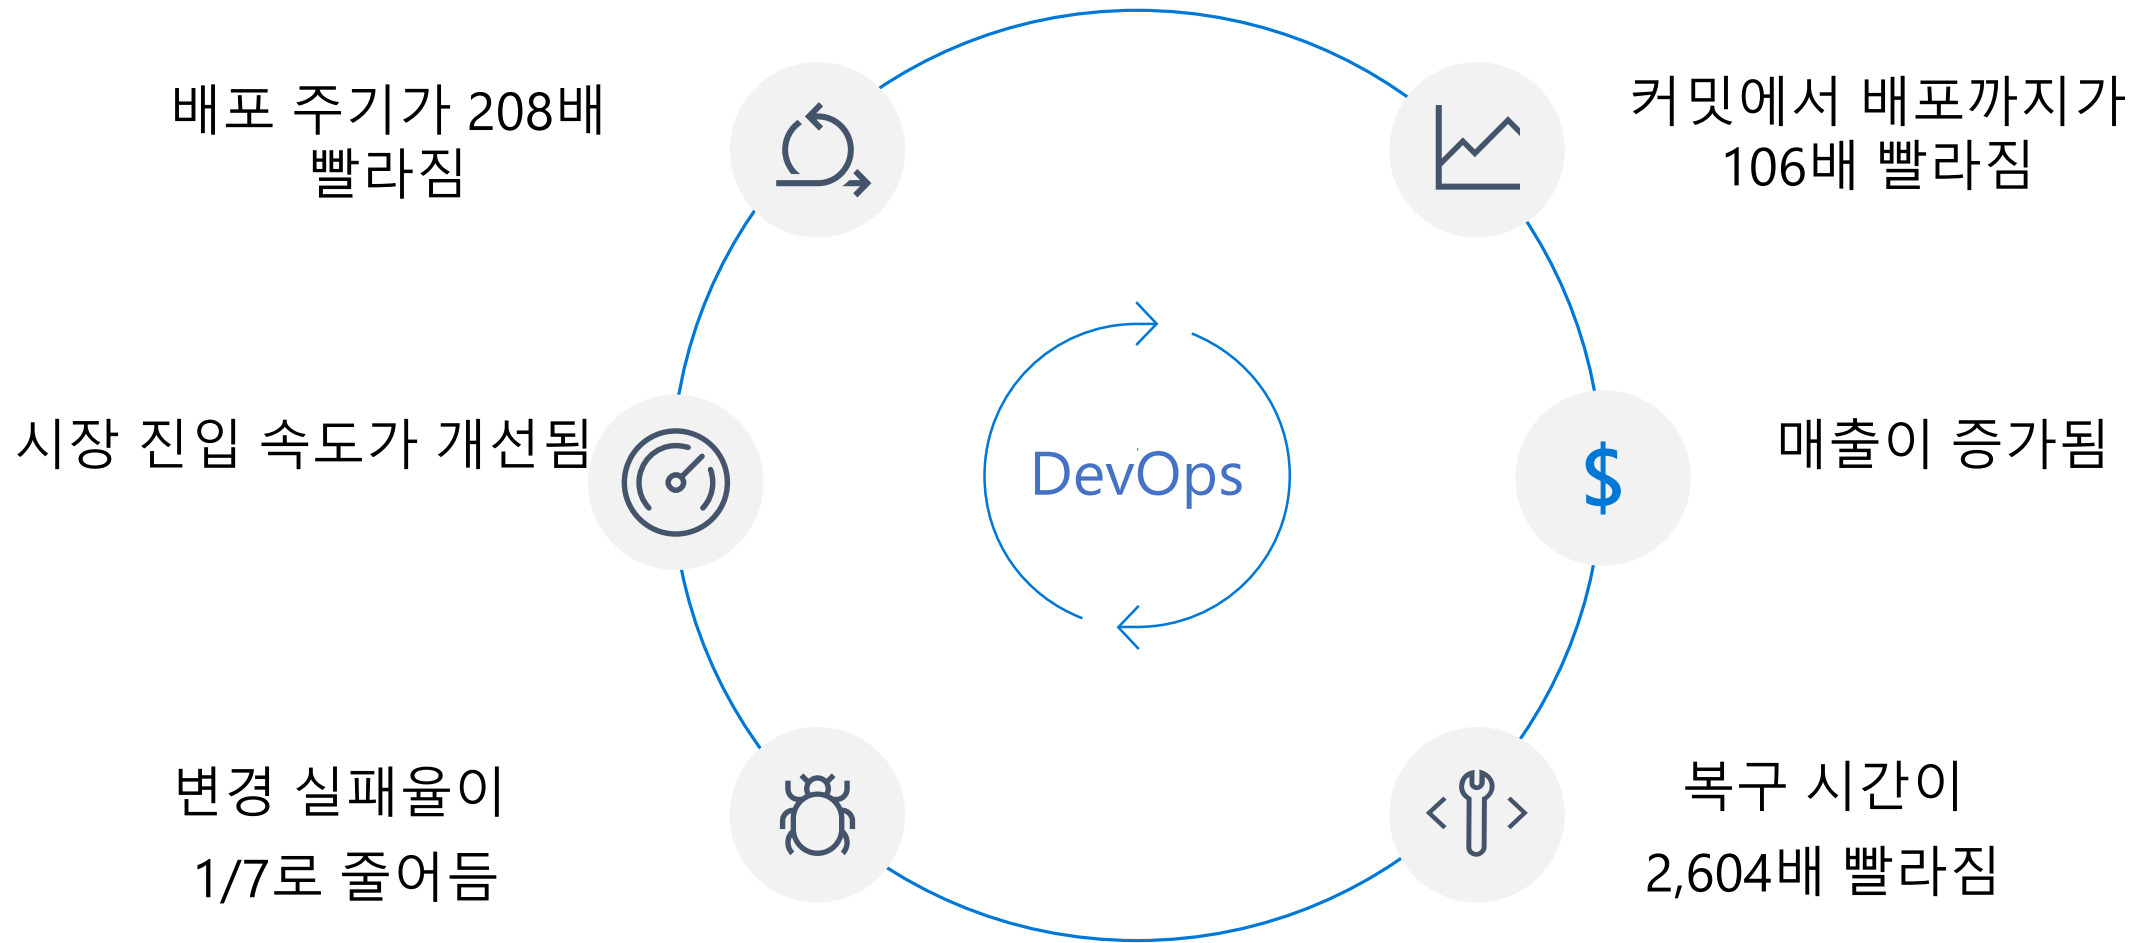 배포 주기가 208배
빨라짐
커밋에서 배포까지가
106배 빨라짐
시장 진입 속도가 개선됨
DevOps
$
매출이 증가됨
변경 실패율이
1/7로 줄어듬
복구 시간이
2,604배 빨라짐